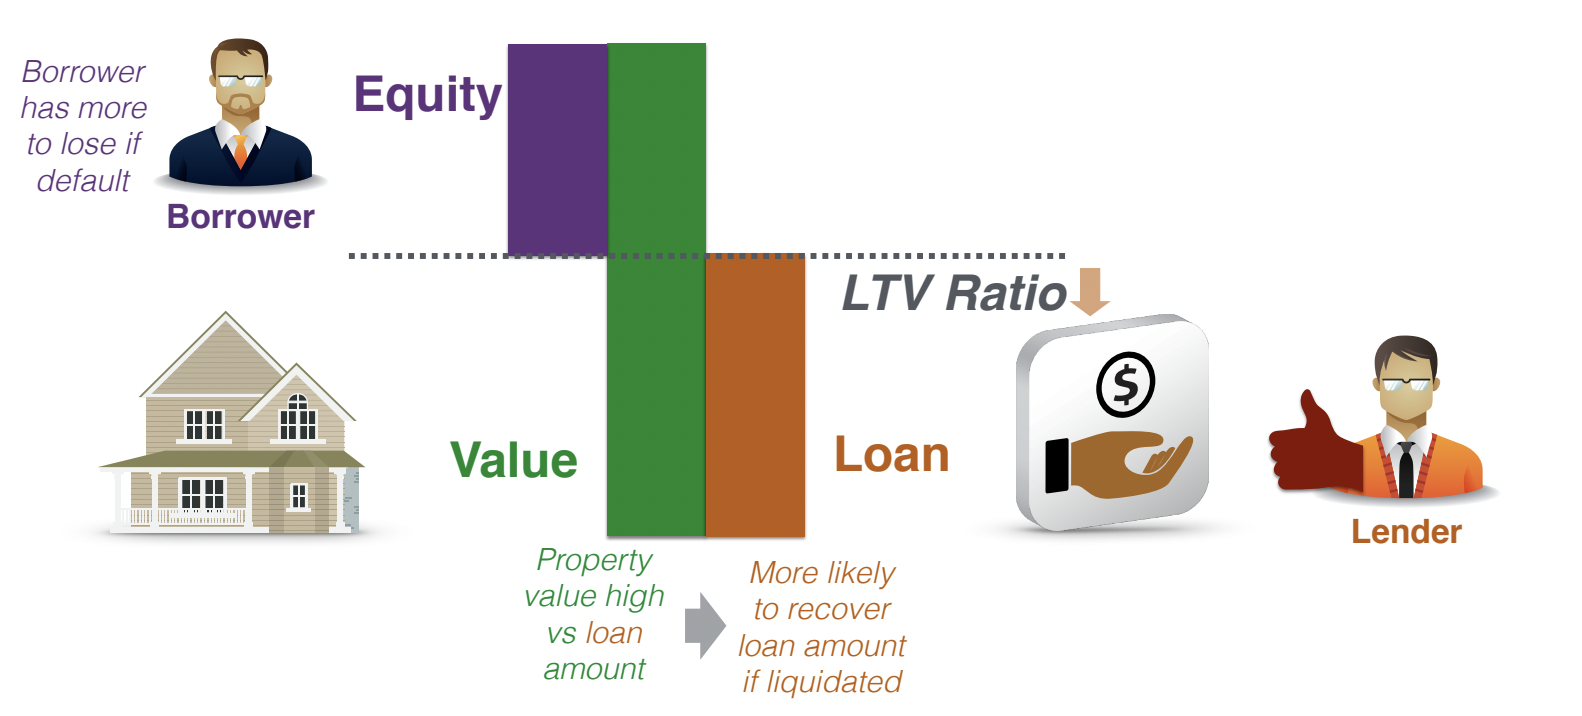 Borrower
has more
to lose if
default
Borrower
Equity
LTV Ratio
$
Value
Loan
Lender
Property
value high
vs loan
amount
More likely
to recover
loan amount
if liquidated